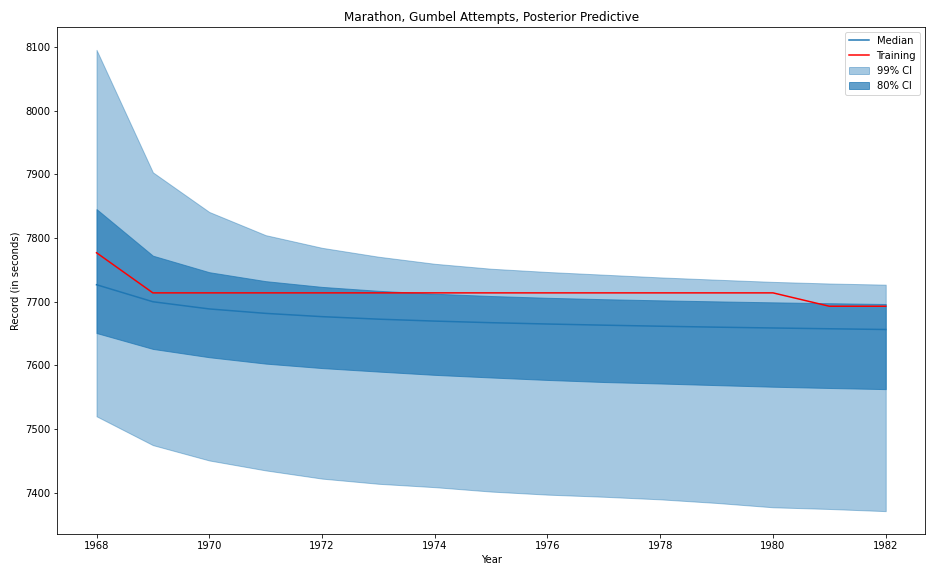 Marathon, Gumbel Attempts, Posterior Predictive
Median
Training
99% CI
80% CI
Record (in seconds)
8100
8000
7900
7800
7700
7600
7500
7400
1968
1970
1972
1974
1976
1978
1980
1982
Year